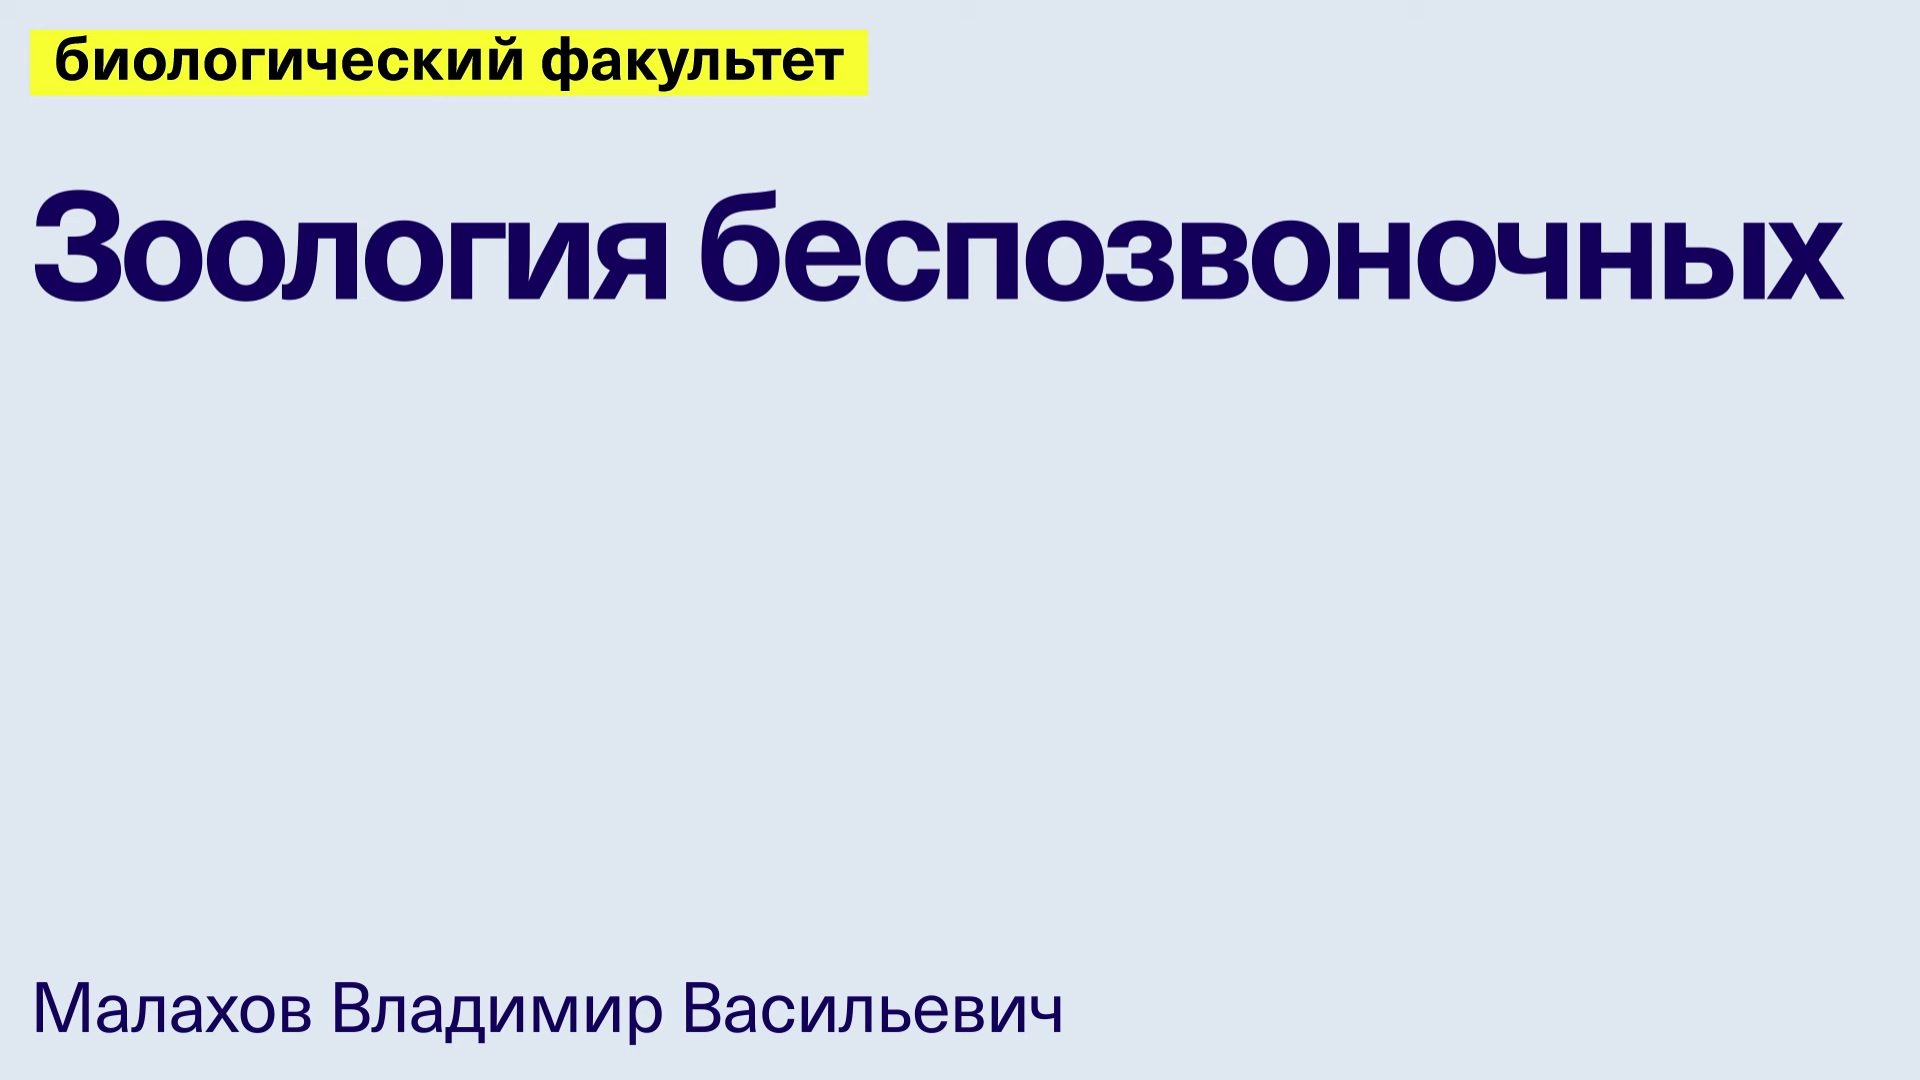 биологический факультет
Зоология беспозвоночных
Малахов Владимир Васильевич